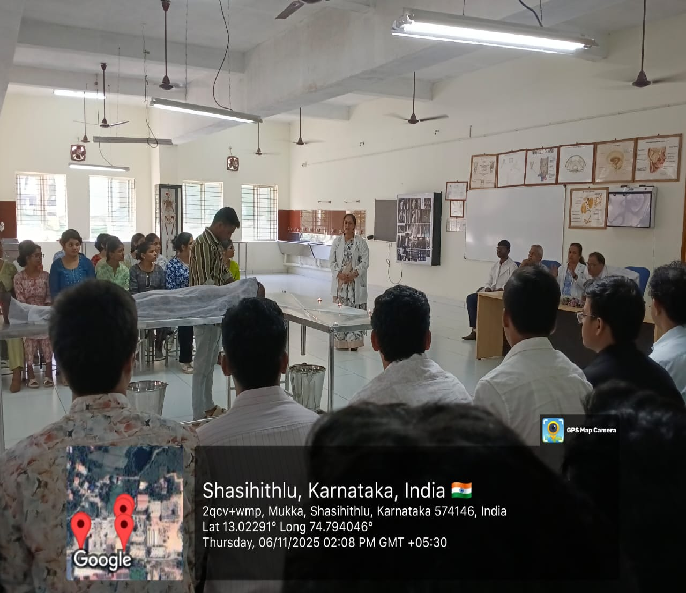 GPS Map Camera
Shasihithlu, Karnataka, India
2qcv+wmp, Mukka, Shasihithlu, Karnataka 574146, India
Lat 13.02291° Long 74.794046°
Thursday, 06/11/2025 02:08 PM GMT +05:30
Google